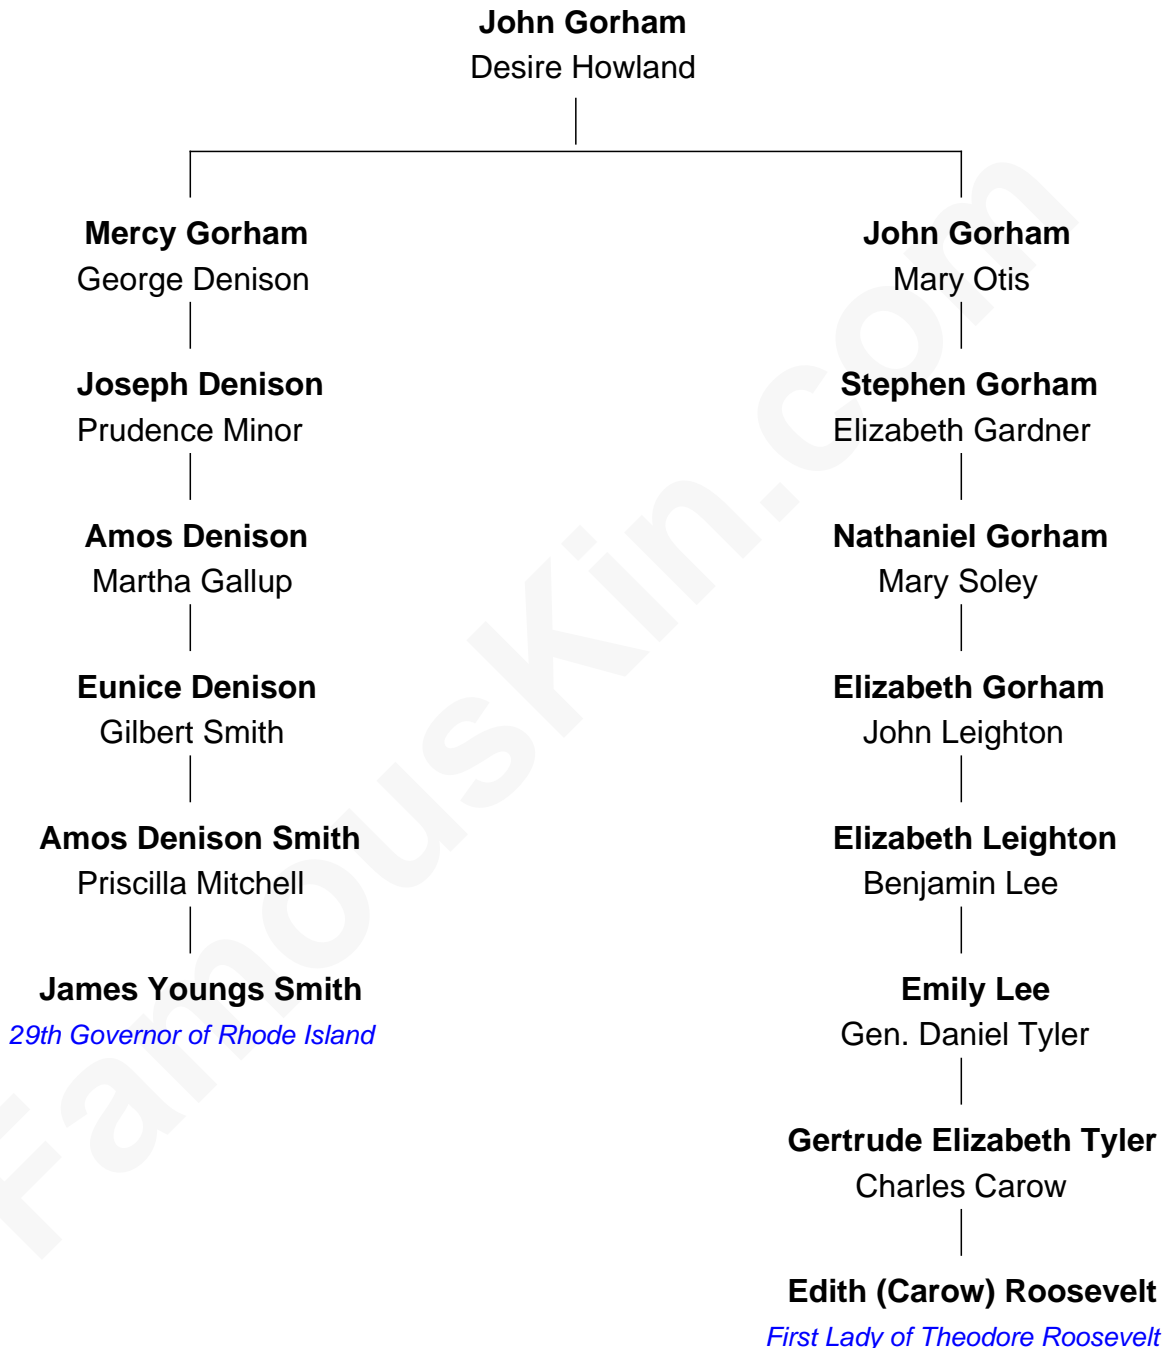 John Gorham
Desire Howland
Mercy Gorham
George Denison
John Gorham
Mary Otis
Joseph Denison
Prudence Minor
Stephen Gorham
Elizabeth Gardner
Amos Denison
Martha Gallup
Nathaniel Gorham
Mary Soley
Eunice Denison
Gilbert Smith
Elizabeth Gorham
John Leighton
Amos Denison Smith
Priscilla Mitchell
Elizabeth Leighton
Benjamin Lee
James Youngs Smith
29th Governor of Rhode Island
Emily Lee
Gen. Daniel Tyler
Gertrude Elizabeth Tyler
Charles Carow
Edith (Carow) Roosevelt
First Lady of Theodore Roosevelt
FamousKin.com